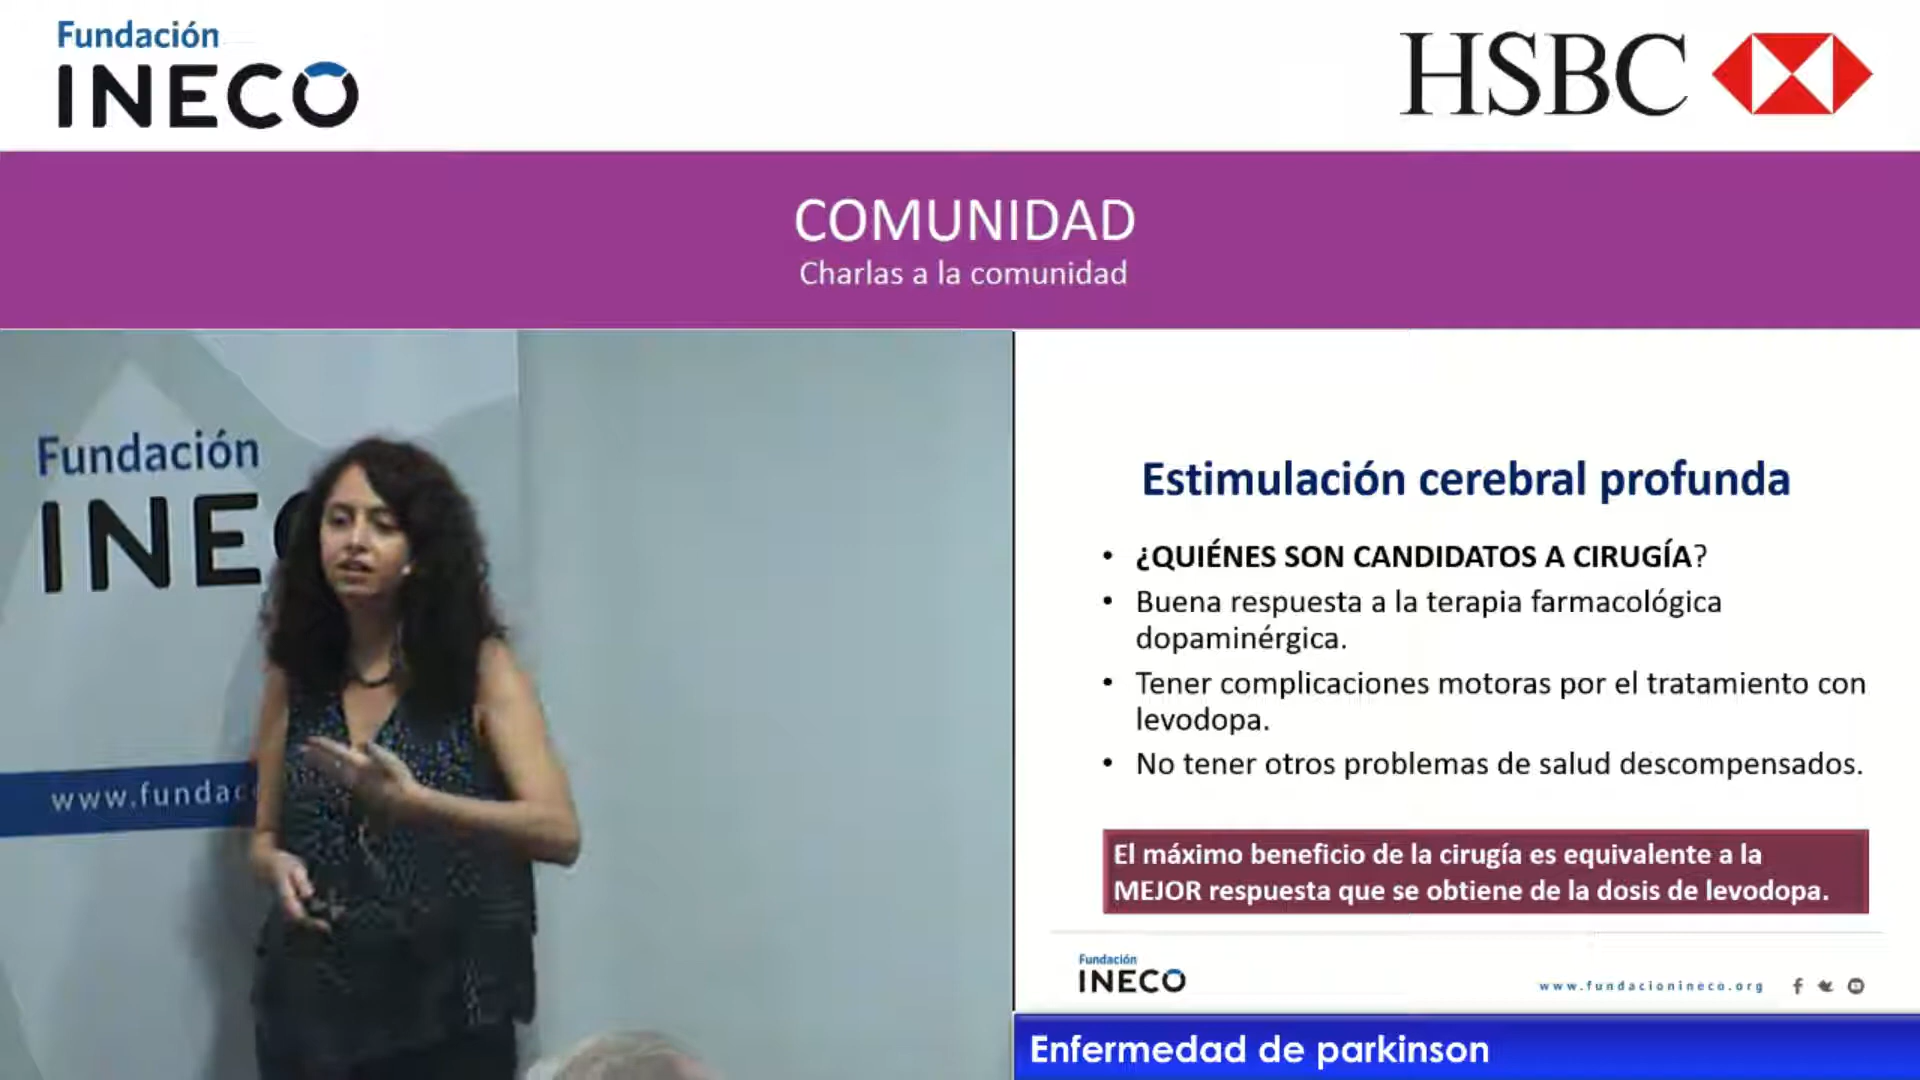 Fundación
INECO
HSBC
COMUNIDAD
Charlas a la comunidad
Fundación
INEC
www.fundac
Estimulación cerebral profunda
• ¿QUIÉNES SON CANDIDATOS A CIRUGÍA?
• Buena respuesta a la terapia farmacológica
dopaminérgica.
• Tener complicaciones motoras por el tratamiento con
levodopa.
• No tener otros problemas de salud descompensados.
El máximo beneficio de la cirugía es equivalente a la
MEJOR respuesta que se obtiene de la dosis de levodopa.
Fundación
INECO
www.fundacionineco.org
Enfermedad de parkinson